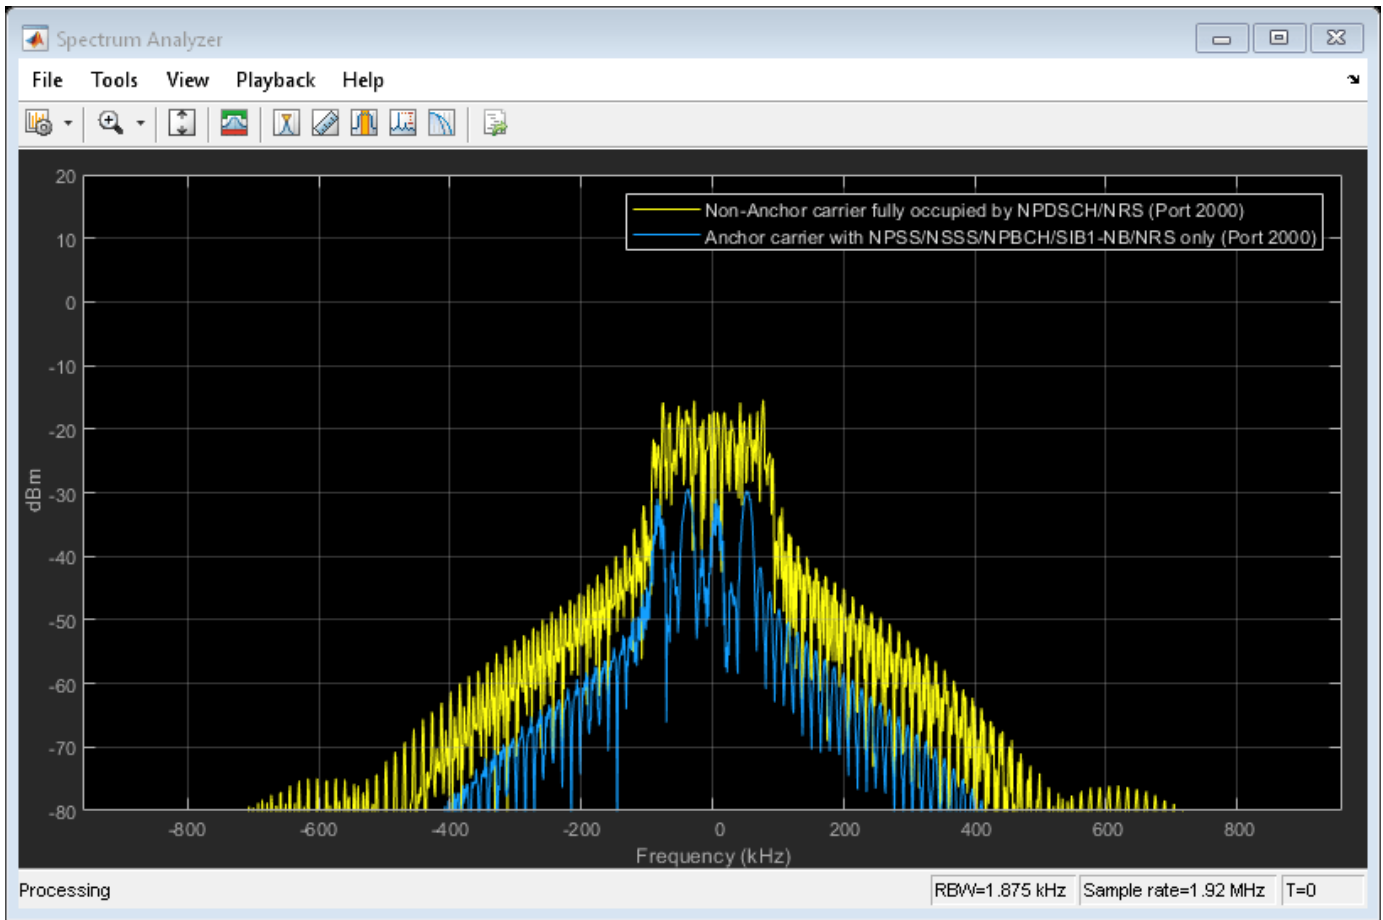 Spectrum Analyzer
File Tools View Playback Help
Non-Anchor carrier fully occupied by NPDSCH/NRS (Port 2000)
Anchor carrier with NPSS/NSSS/NPBCH/SIB1-NB/NRS only (Port 2000)
20
10
0
-10
-20
-30
-40
-50
-60
-70
-80
dBm
-800 -600 -400 -200 0 200 400 600 800
Frequency (kHz)
Processing RBW=1.875 kHz Sample rate=1.92 MHz T=0